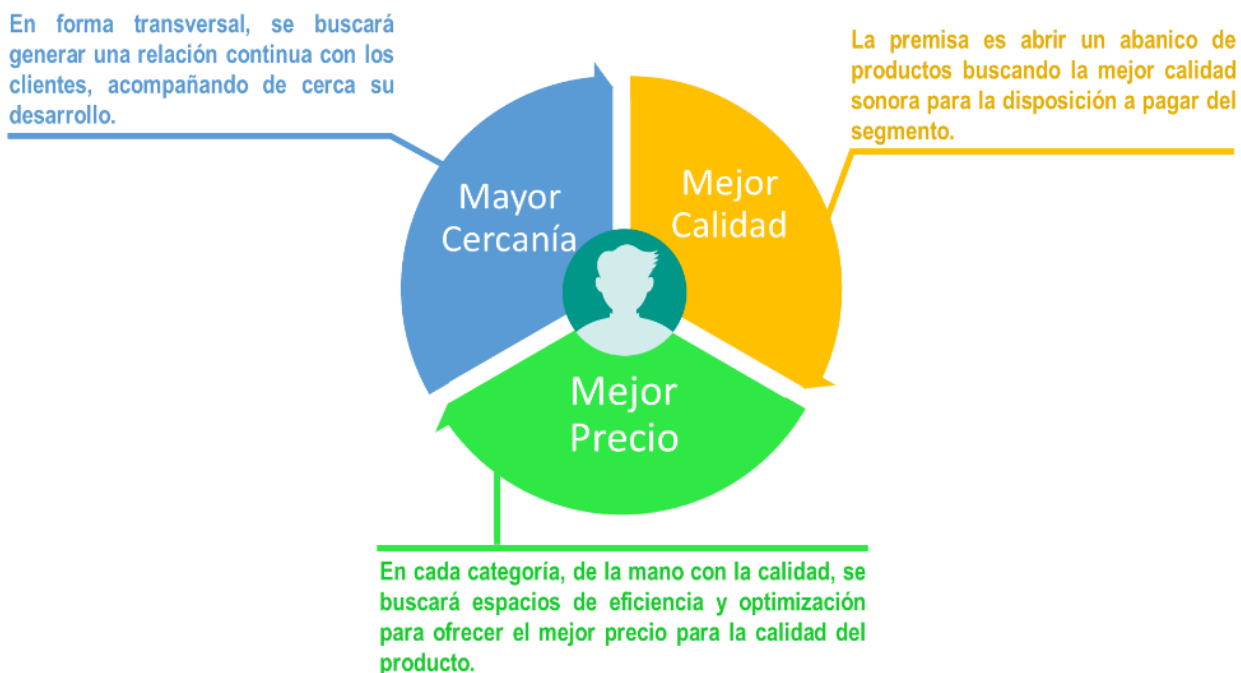 En forma transversal, se buscará
generar una relación continua con los
clientes, acompañando de cerca su
desarrollo.
La premisa es abrir un abanico de
productos buscando la mejor calidad
sonora para la disposición a pagar del
segmento.
Mayor
Cercanía
Mejor
Calidad
Mejor
Precio
En cada categoría, de la mano con la calidad, se
buscará espacios de eficiencia y optimización
para ofrecer el mejor precio para la calidad del
producto.